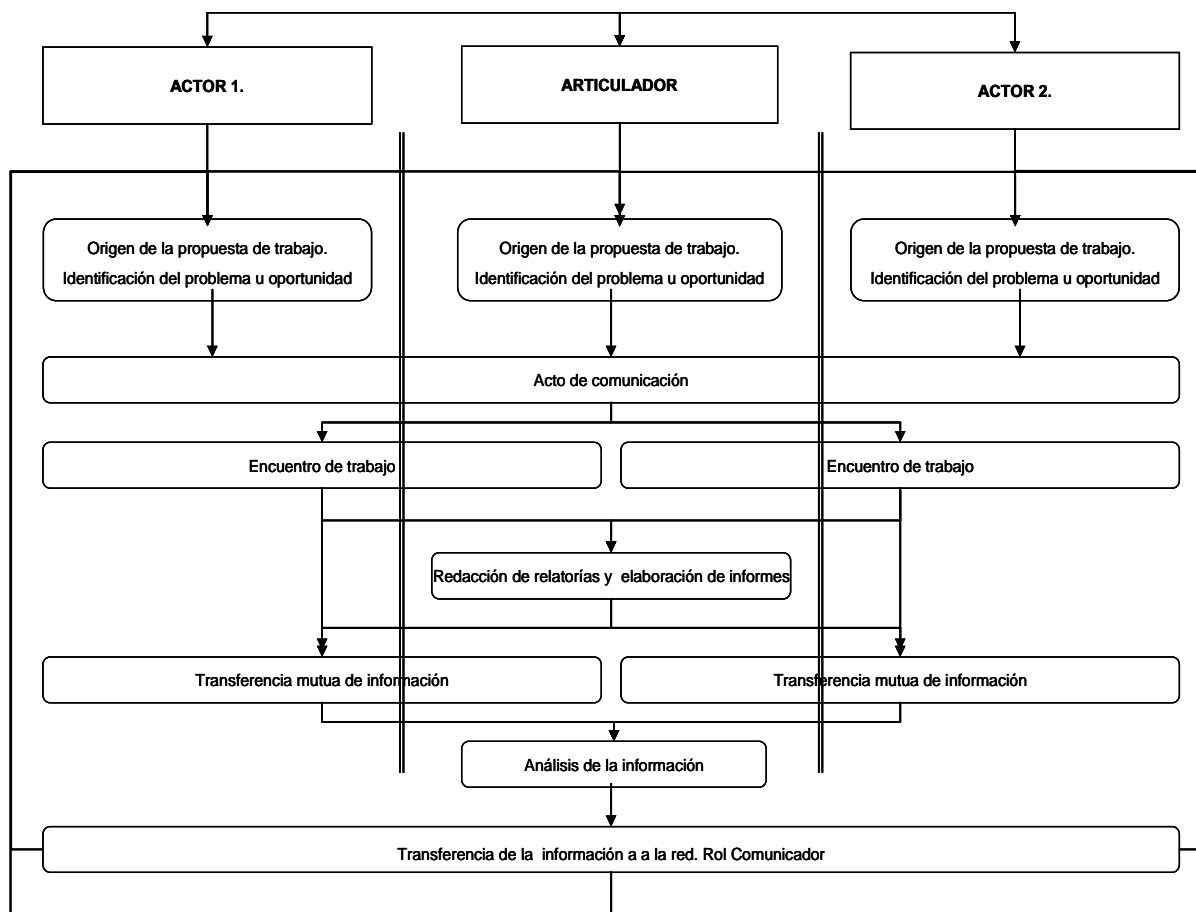 ACTOR 1.
ARTICULADOR
ACTOR 2.
Origen de la propuesta de trabajo.
Identificación del problema u oportunidad
Origen de la propuesta de trabajo.
Identificación del problema u oportunidad
Origen de la propuesta de trabajo.
Identificación del problema u oportunidad
Acto de comunicación
Encuentro de trabajo
Encuentro de trabajo
Redacción de relatorías y elaboración de informes
Transferencia mutua de información
Transferencia mutua de información
Análisis de la información
Transferencia de la información a a la red. Rol Comunicador